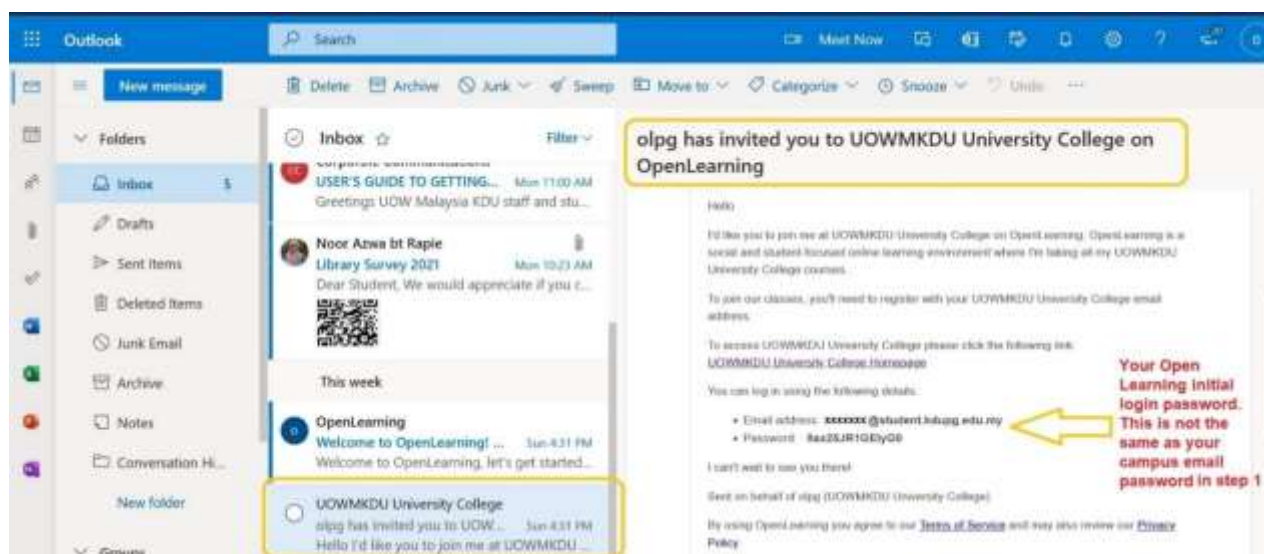 Outlook
Search
Meet Now
New message
Delete
Archive
Junk
Sweep
Move to
Categorize
Snooze
Undo
Folders
Inbox 5
Drafts
Sent Items
Deleted Items
Junk Email
Archive
Notes
Conversation Hi...
New folder
Groups
Inbox
Filter
Corporate Communications
USER'S GUIDE TO GETTING... Mon 11:00 AM
Greetings UOW Malaysia KDU staff and stu...
Noor Azwa bt Rapie
Library Survey 2021 Mon 10:23 AM
Dear Student, We would appreciate if you c...
This week
OpenLearning
Welcome to OpenLearning! ... Sun 4:31 PM
Welcome to OpenLearning, let's get started...
UOWMKDU University College
olpg has invited you to UOW... Sun 4:31 PM
Hello I'd like you to join me at UOWMKDU ...
olpg has invited you to UOWMKDU University College on
OpenLearning
Hello
I'd like you to join me at UOWMKDU University College on OpenLearning. OpenLearning is a
social and student focused online learning environment where I'm taking all my UOWMKDU
University College courses.
To join our classes, you'll need to register with your UOWMKDU University College email
address.
To access UOWMKDU University College please click the following link
UOWMKDU University College Homepage
You can log in using the following details:
Email address: xxxxxxx@student.kdupg.edu.my
Password:
I can't wait to see you there!
Sent on behalf of olpg (UOWMKDU University College)
By using OpenLearning you agree to our Terms of Service and may also review our Privacy
Policy
Your Open
Learning initial
login password.
This is not the
same as your
campus email
password in step 1